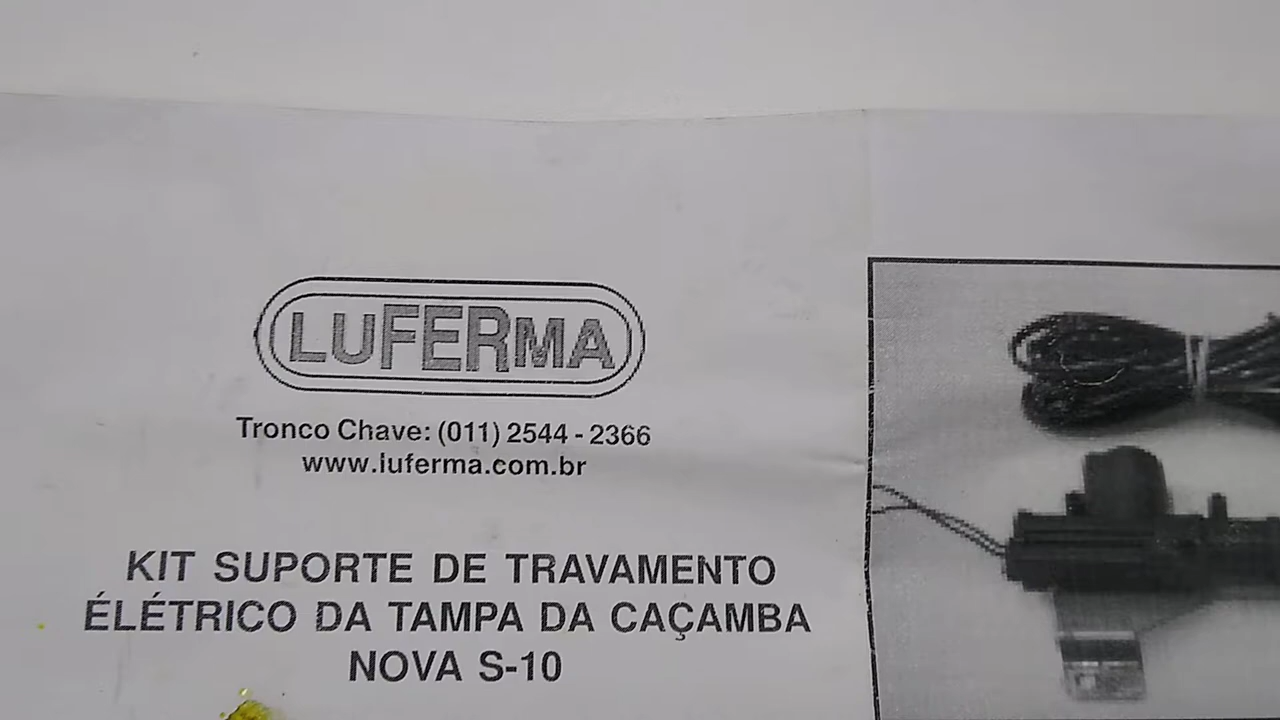 LUFERMA
Tronco Chave: (011) 2544 - 2366
www.luferma.com.br
KIT SUPORTE DE TRAVAMENTO
ÉLÉTRICO DA TAMPA DA CAÇAMBA
NOVA S-10